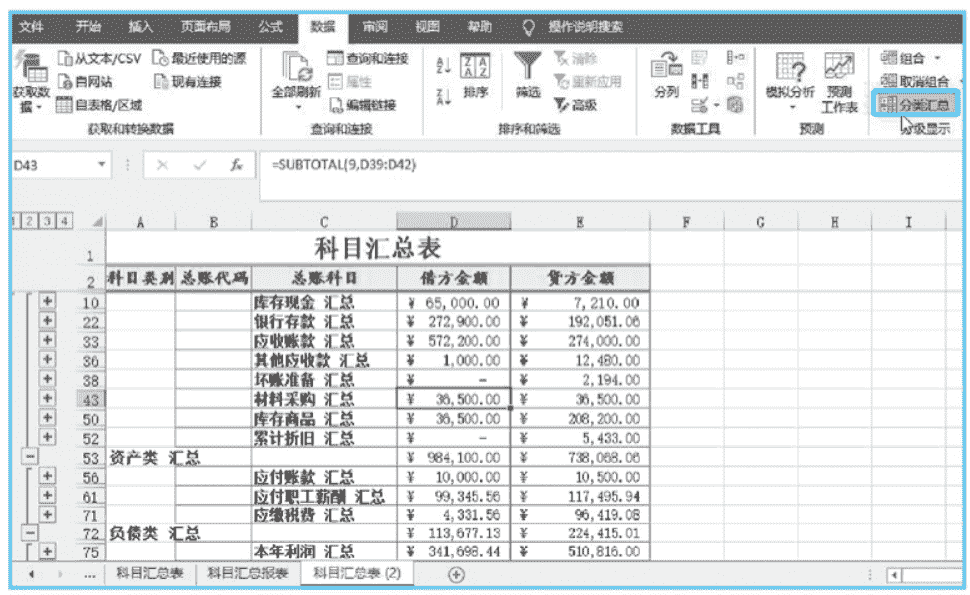 文件 开始 插入 页面布局 公式 数据 审阅 视图 帮助 操作说明搜索
从文本/CSV 最近使用的源 查询和连接 清除 组合
自网站 现有连接 属性 重新应用 取消组合
获取数据 自表格/区域 全部刷新 编辑链接 排序 筛选 高级 分列 模拟分析 预测工作表 分类汇总
获取和转换数据 查询和连接 排序和筛选 数据工具 预测 分级显示
D43 fx =SUBTOTAL(9,D39:D42)
1 2 3 4 A B C D E F G H I
1 科目汇总表
2 科目类别 总账代码 总账科目 借方金额 贷方金额
10 库存现金 汇总 ¥ 65,000.00 ¥ 7,210.00
22 银行存款 汇总 ¥ 272,900.00 ¥ 192,051.06
33 应收账款 汇总 ¥ 572,200.00 ¥ 274,000.00
36 其他应收款 汇总 ¥ 1,000.00 ¥ 12,480.00
38 坏账准备 汇总 ¥ - ¥ 2,194.00
43 材料采购 汇总 ¥ 36,500.00 ¥ 36,500.00
50 库存商品 汇总 ¥ 36,500.00 ¥ 208,200.00
52 累计折旧 汇总 ¥ - ¥ 5,433.00
53 资产类 汇总 ¥ 984,100.00 ¥ 738,068.06
56 应付账款 汇总 ¥ 10,000.00 ¥ 10,500.00
61 应付职工薪酬 汇总 ¥ 99,345.56 ¥ 117,495.94
71 应缴税费 汇总 ¥ 4,331.56 ¥ 96,419.08
72 负债类 汇总 ¥ 113,677.13 ¥ 224,415.01
75 本年利润 汇总 ¥ 341,698.44 ¥ 510,816.00
... 科目汇总表 科目汇总报表 科目汇总表 (2)